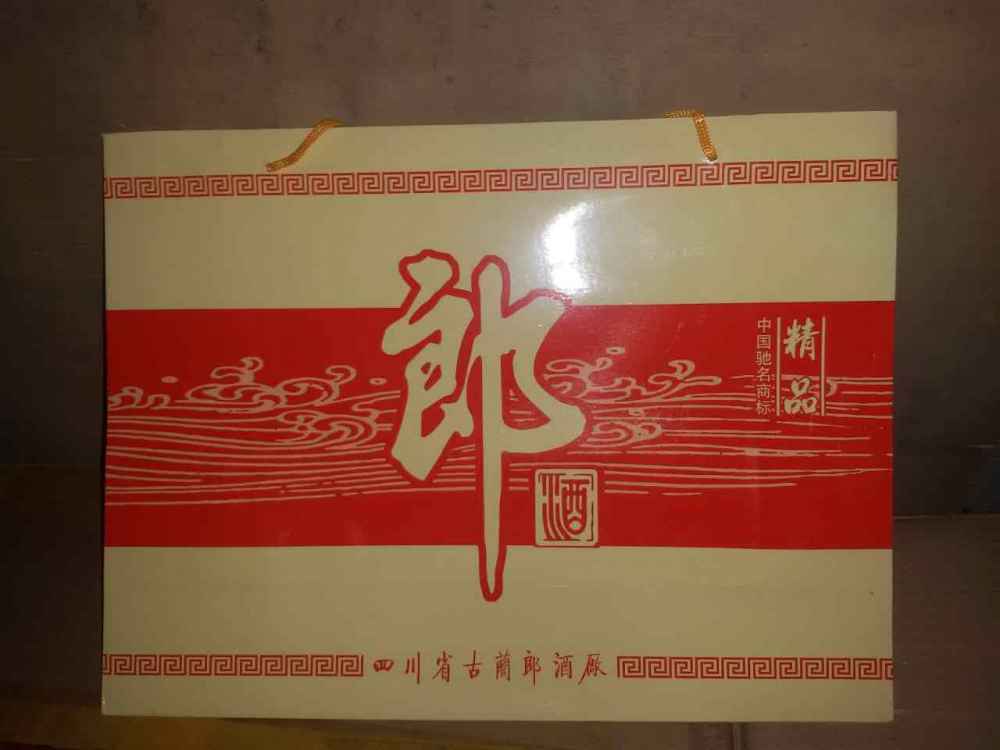 郎
酒
精品
中国驰名商标
四川省古蔺郎酒厂